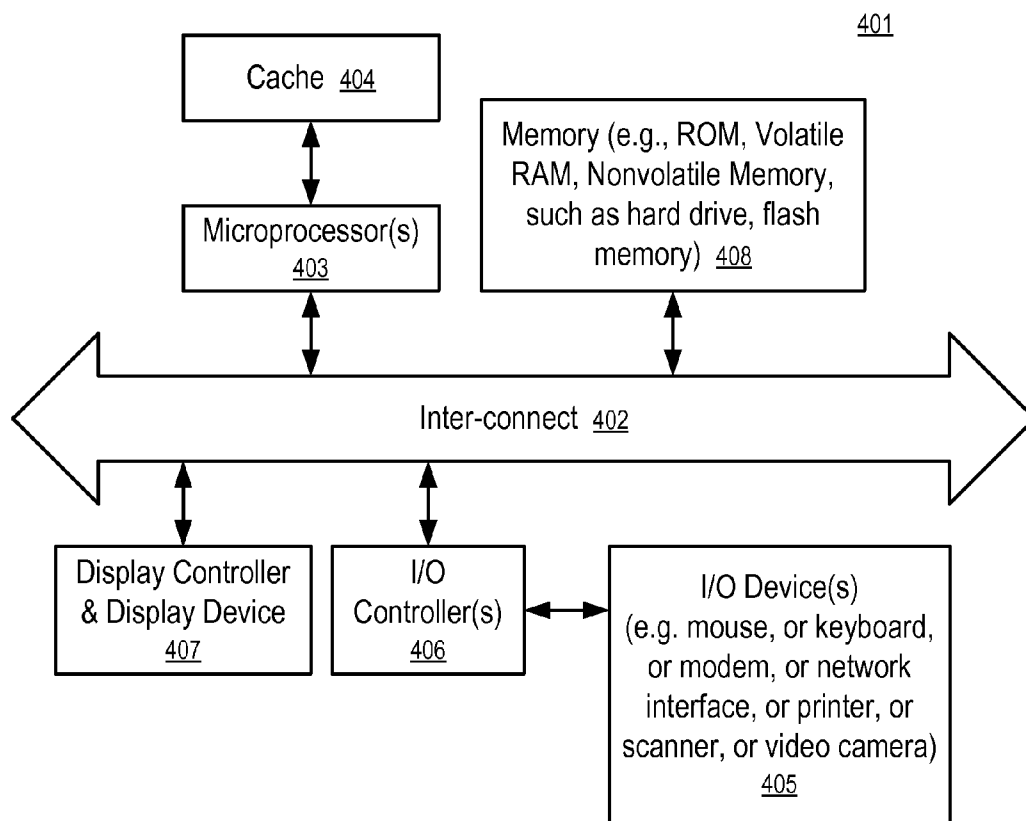 401
Cache 404
Memory (e.g., ROM, Volatile
RAM, Nonvolatile Memory,
such as hard drive, flash
memory) 408
Microprocessor(s)
403
Inter-connect 402
Display Controller
& Display Device
407
I/O
Controller(s)
406
I/O Device(s)
(e.g. mouse, or keyboard,
or modem, or network
interface, or printer, or
scanner, or video camera)
405